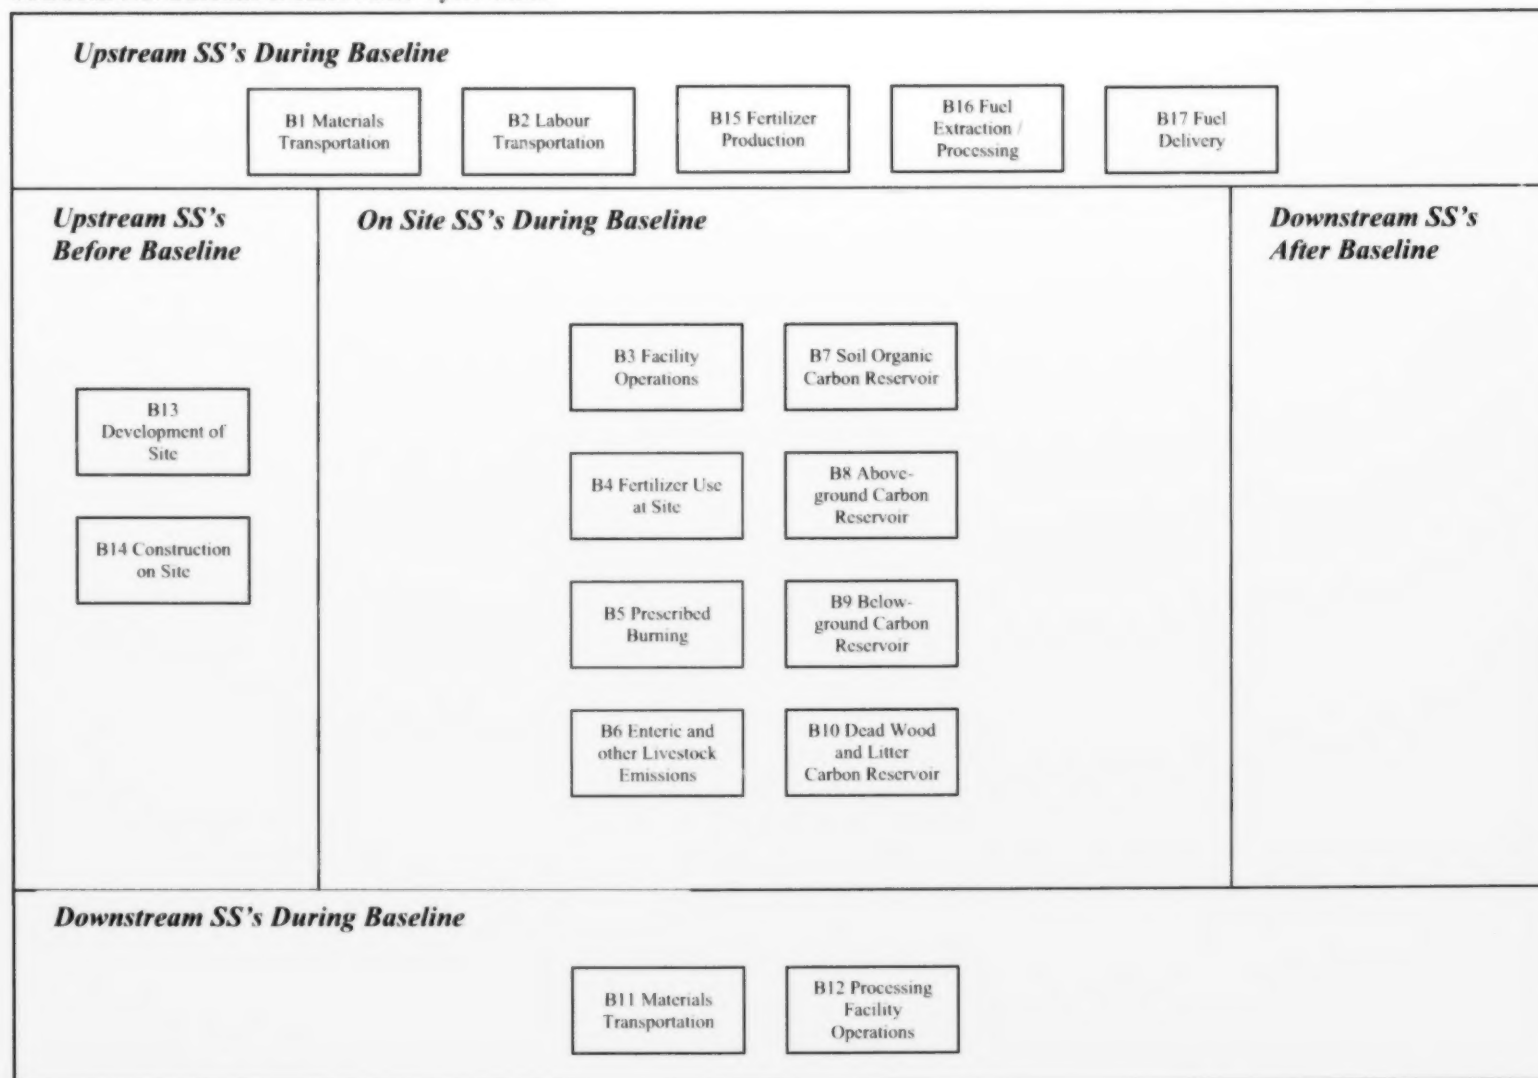 Upstream SS's During Baseline
B1 Materials
Transportation
B2 Labour
Transportation
B15 Fertilizer
Production
B16 Fuel
Extraction /
Processing
B17 Fuel
Delivery
Upstream SS's
Before Baseline
B13
Development of
Site
B14 Construction
on Site
On Site SS's During Baseline
B3 Facility
Operations
B7 Soil Organic
Carbon Reservoir
B4 Fertilizer Use
at Site
B8 Above-
ground Carbon
Reservoir
B5 Prescribed
Burning
B9 Below-
ground Carbon
Reservoir
B6 Enteric and
other Livestock
Emissions
B10 Dead Wood
and Litter
Carbon Reservoir
Downstream SS's
After Baseline
Downstream SS's During Baseline
B11 Materials
Transportation
B12 Processing
Facility
Operations